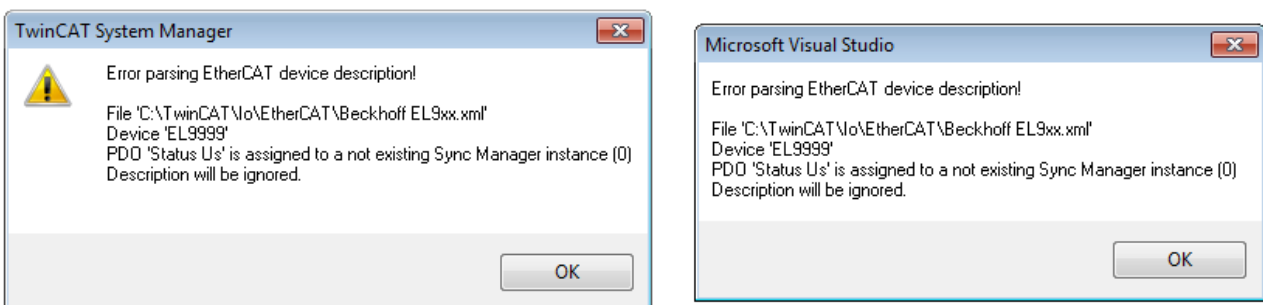 TwinCAT System Manager
Error parsing EtherCAT device description!
File 'C:\TwinCAT\Io\EtherCAT\Beckhoff EL9xx.xml'
Device 'EL9999'
PDO 'Status Us' is assigned to a not existing Sync Manager instance (0)
Description will be ignored.
OK
Microsoft Visual Studio
Error parsing EtherCAT device description!
File 'C:\TwinCAT\Io\EtherCAT\Beckhoff EL9xx.xml'
Device 'EL9999'
PDO 'Status Us' is assigned to a not existing Sync Manager instance (0)
Description will be ignored.
OK